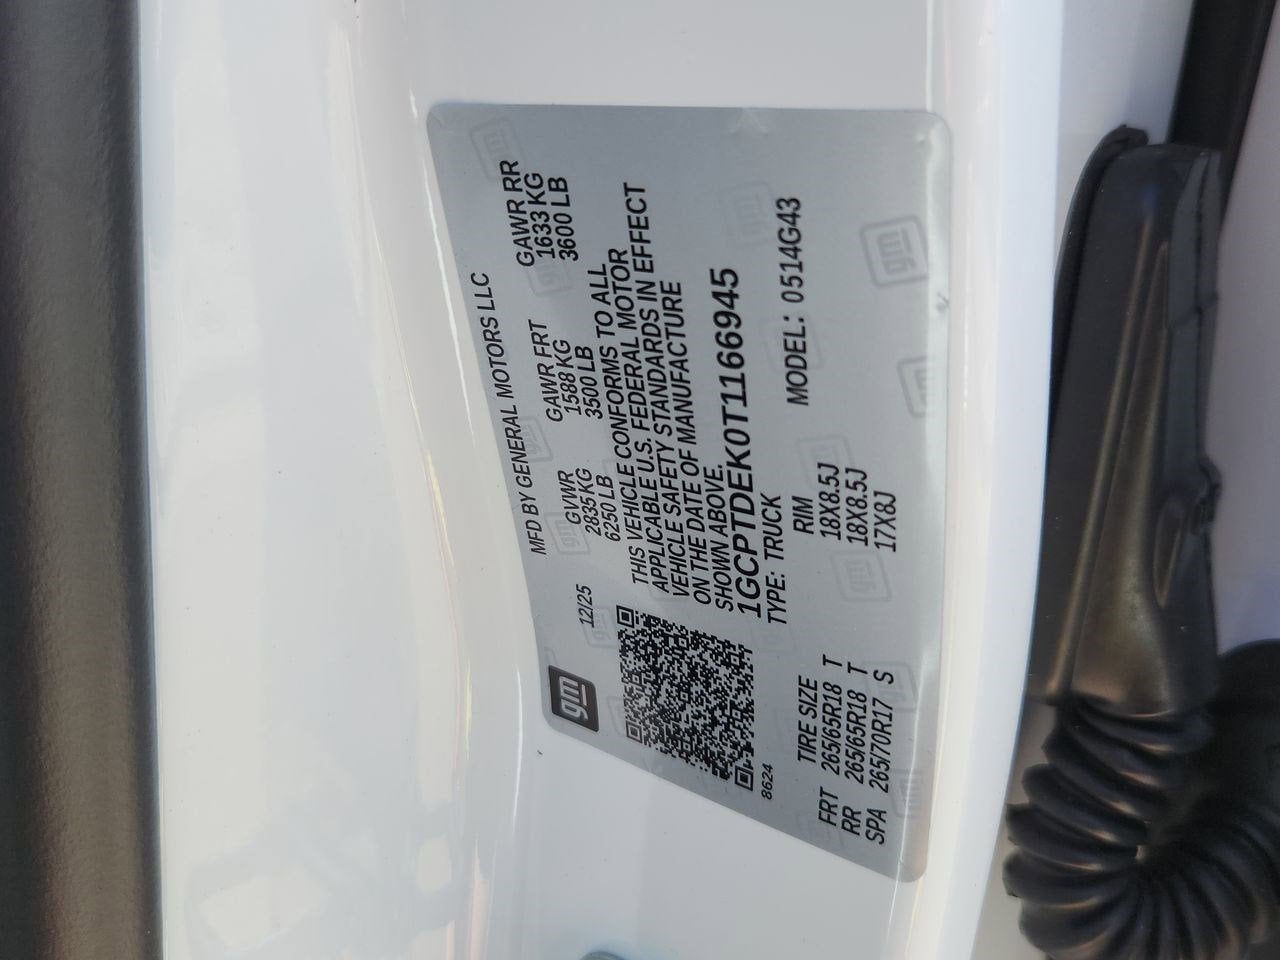 gm
12/25
MFD BY GENERAL MOTORS LLC
GVWR GAWR FRT GAWR RR
2835 KG 1588 KG 1633 KG
6250 LB 3500 LB 3600 LB
THIS VEHICLE CONFORMS TO ALL
APPLICABLE U.S. FEDERAL MOTOR
VEHICLE SAFETY STANDARDS IN EFFECT
ON THE DATE OF MANUFACTURE
SHOWN ABOVE.
1GCPTDEK0T1166945
TYPE: TRUCK MODEL: 0514G43
8624
TIRE SIZE RIM
FRT 265/65R18 T 18X8.5J
RR 265/65R18 T 18X8.5J
SPA 265/70R17 S 17X8J